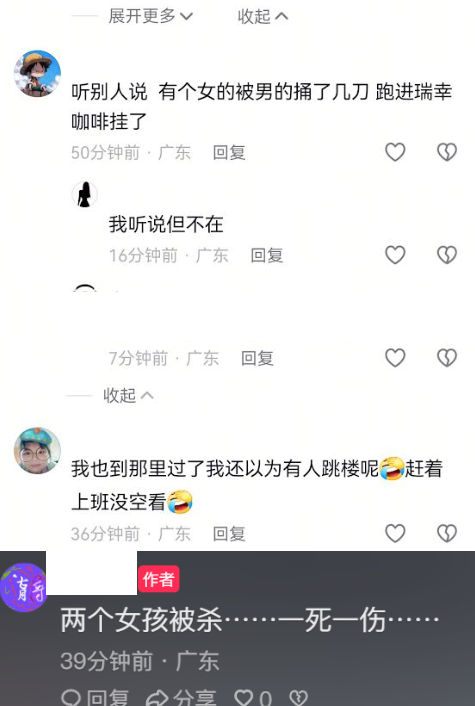 展开更多 收起
听别人说 有个女的被男的捅了几刀 跑进瑞幸
咖啡挂了
50分钟前 · 广东 回复
我听说但不在
16分钟前 · 广东 回复
7分钟前 · 广东 回复
收起
我也到那里过了我还以为有人跳楼呢🤣赶着
上班没空看🤣
36分钟前 · 广东 回复
作者
两个女孩被杀……一死一伤……
39分钟前 · 广东
回复 分享 0